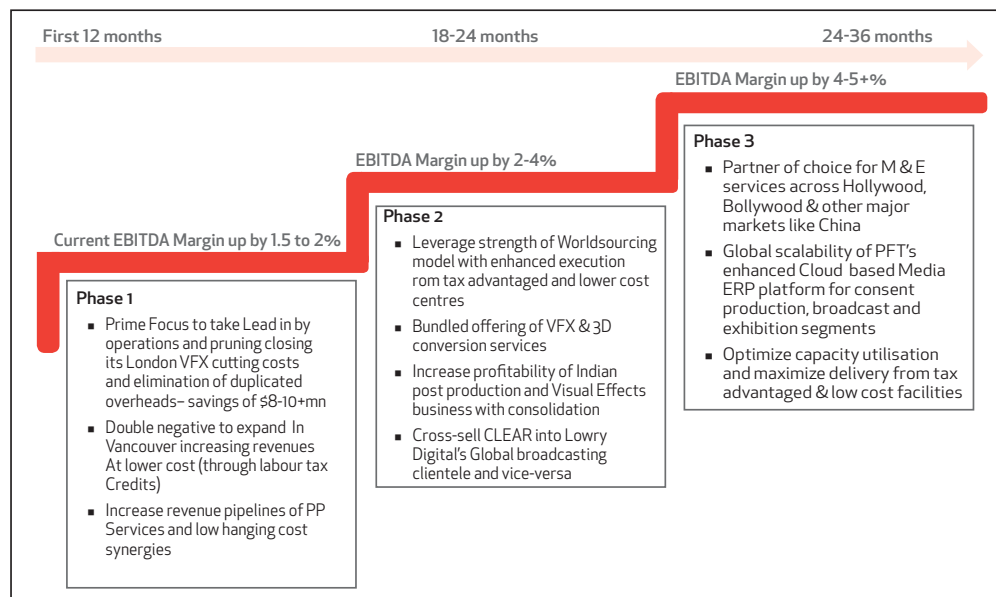 First 12 months
18-24 months
24-36 months
EBITDA Margin up by 4-5+%
EBITDA Margin up by 2-4%
Current EBITDA Margin up by 1.5 to 2%
Phase 1
▪ Prime Focus to take Lead in by
operations and pruning closing
its London VFX cutting costs
and elimination of duplicated
overheads– savings of $8-10+mn
▪ Double negative to expand In
Vancouver increasing revenues
At lower cost (through labour tax
Credits)
▪ Increase revenue pipelines of PP
Services and low hanging cost
synergies
Phase 2
▪ Leverage strength of Worldsourcing
model with enhanced execution
rom tax advantaged and lower cost
centres
▪ Bundled offering of VFX & 3D
conversion services
▪ Increase profitability of Indian
post production and Visual Effects
business with consolidation
▪ Cross-sell CLEAR into Lowry
Digital's Global broadcasting
clientele and vice-versa
Phase 3
▪ Partner of choice for M & E
services across Hollywood,
Bollywood & other major
markets like China
▪ Global scalability of PFT's
enhanced Cloud based Media
ERP platform for consent
production, broadcast and
exhibition segments
▪ Optimize capacity utilisation
and maximize delivery from tax
advantaged & low cost facilities